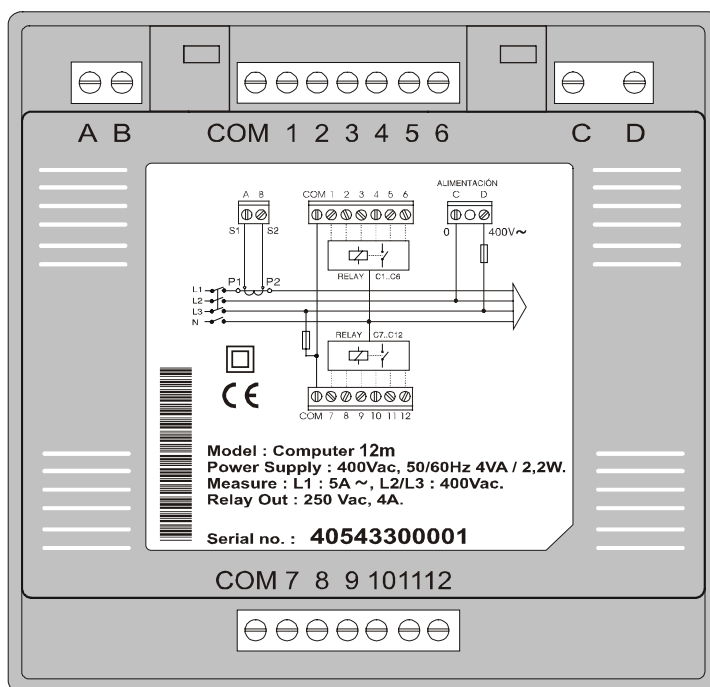 A B COM 1 2 3 4 5 6 C D
ALIMENTACIÓN
A B COM 1 2 3 4 5 6 C D
S1 S2 0 400V~
RELAY C1..C6
P1 P2
L1
L2
L3
N
RELAY C7..C12
CE
COM 7 8 9 10 11 12
Model : Computer 12m
Power Supply : 400Vac, 50/60Hz 4VA / 2,2W.
Measure : L1 : 5A ~, L2/L3 : 400Vac.
Relay Out : 250 Vac, 4A.
Serial no. : 40543300001
COM 7 8 9 101112